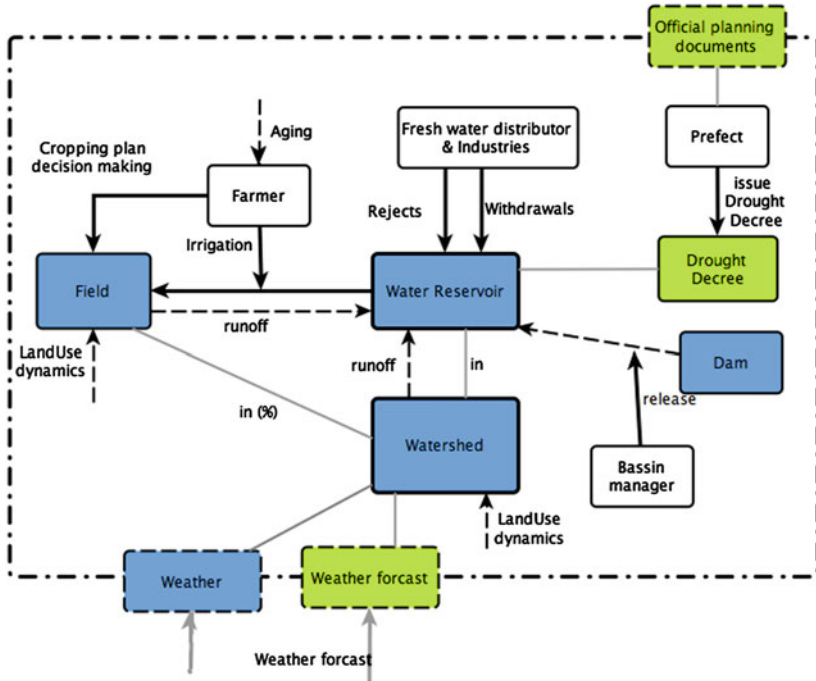 Official planning
documents
Aging
Cropping plan
decision making
Fresh water distributor
& Industries
Prefect
Farmer
issue
Drought
Decree
Rejects
Withdrawals
Irrigation
Field
Water Reservoir
Drought
Decree
runoff
LandUse
dynamics
runoff
in
Dam
release
in (%)
Watershed
Bassin
manager
LandUse
dynamics
Weather
Weather forcast
Weather forcast